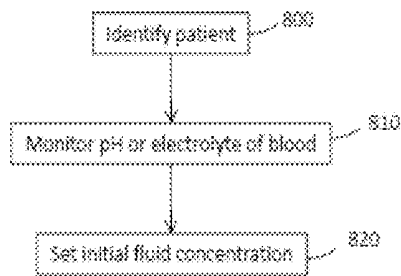 Identify patient
800
Monitor pH or electrolyte of blood
810
Set initial fluid concentration
820